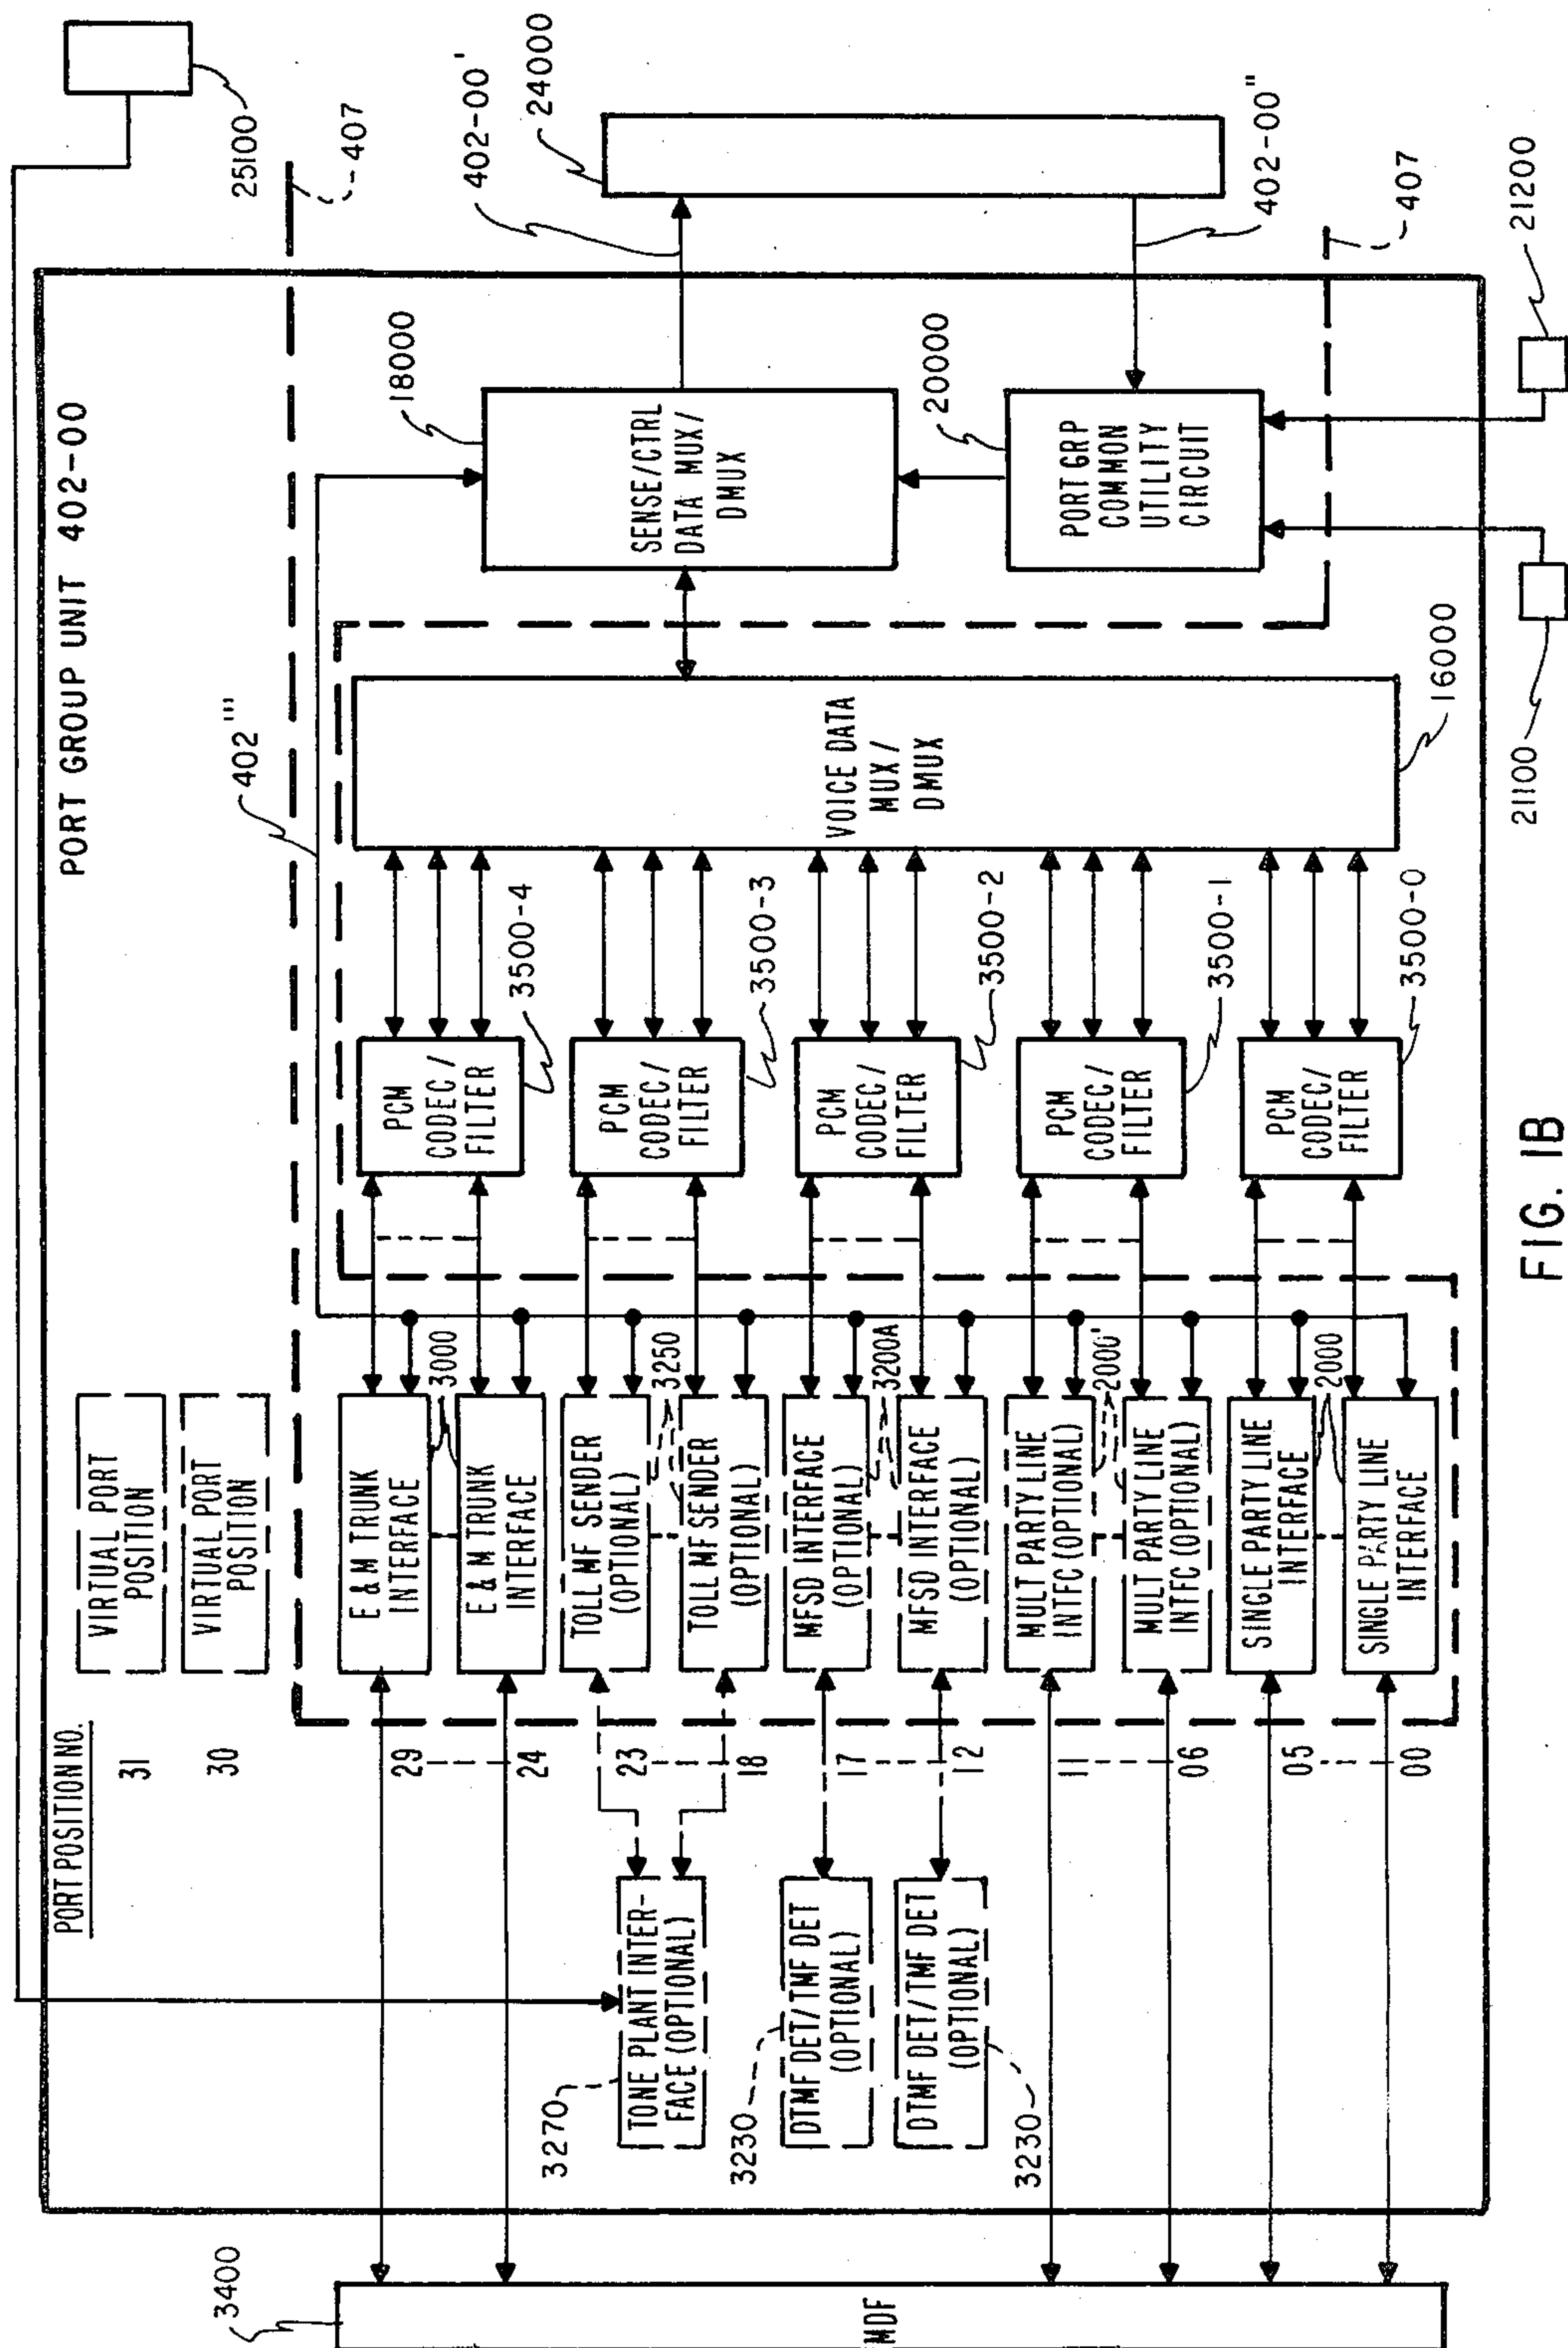 PORT GROUP UNIT 402-00
PORT POSITION NO.
31
30
29
24
23
18
17
12
11
06
05
00
VIRTUAL PORT
POSITION
VIRTUAL PORT
POSITION
E & M TRUNK
INTERFACE
E & M TRUNK
INTERFACE
3000
TOLL MF SENDER
(OPTIONAL)
TOLL MF SENDER
(OPTIONAL)
3250
MFSD INTERFACE
(OPTIONAL)
MFSD INTERFACE
(OPTIONAL)
3200A
MULT PARTY LINE
INTFC (OPTIONAL)
MULT PARTY LINE
INTFC (OPTIONAL)
2000'
SINGLE PARTY LINE
INTERFACE
SINGLE PARTY LINE
INTERFACE
2000
3400
MDF
3270
TONE PLANT INTER-
FACE (OPTIONAL)
3230
DTMF DET/TMF DET
(OPTIONAL)
3230
DTMF DET/TMF DET
(OPTIONAL)
PCM
CODEC/
FILTER
3500-4
PCM
CODEC/
FILTER
3500-3
PCM
CODEC/
FILTER
3500-2
PCM
CODEC/
FILTER
3500-1
PCM
CODEC/
FILTER
3500-0
402'''
VOICE DATA
MUX/
DMUX
16000
SENSE/CTRL
DATA MUX/
DMUX
18000
PORT GRP
COMMON
UTILITY
CIRCUIT
20000
25100
407
402-00'
24000
402-00"
407
21100
21200
FIG. 1B